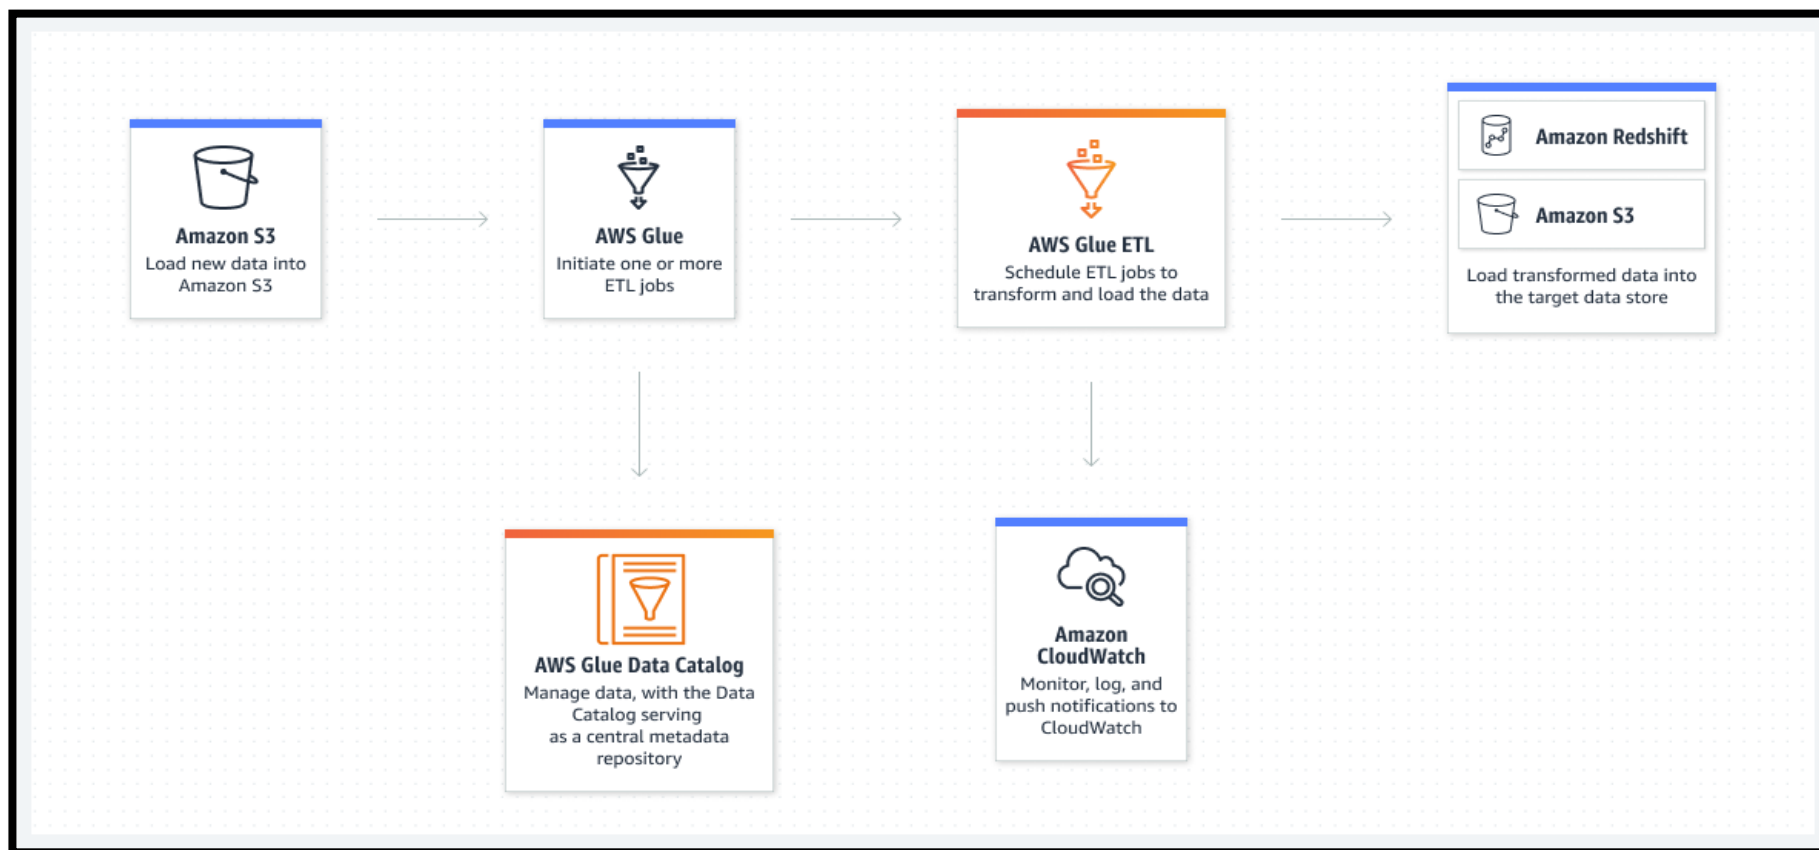 Amazon S3
Load new data into
Amazon S3
AWS Glue
Initiate one or more
ETL jobs
AWS Glue ETL
Schedule ETL jobs to
transform and load the data
Amazon Redshift
Amazon S3
Load transformed data into
the target data store
AWS Glue Data Catalog
Manage data, with the Data
Catalog serving
as a central metadata
repository
Amazon
CloudWatch
Monitor, log, and
push notifications to
CloudWatch